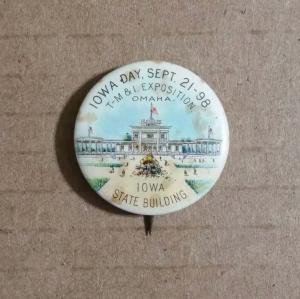 IOWA DAY, SEPT. 21-98.
T-M & I. EXPOSITION
OMAHA.
IOWA
STATE BUILDING